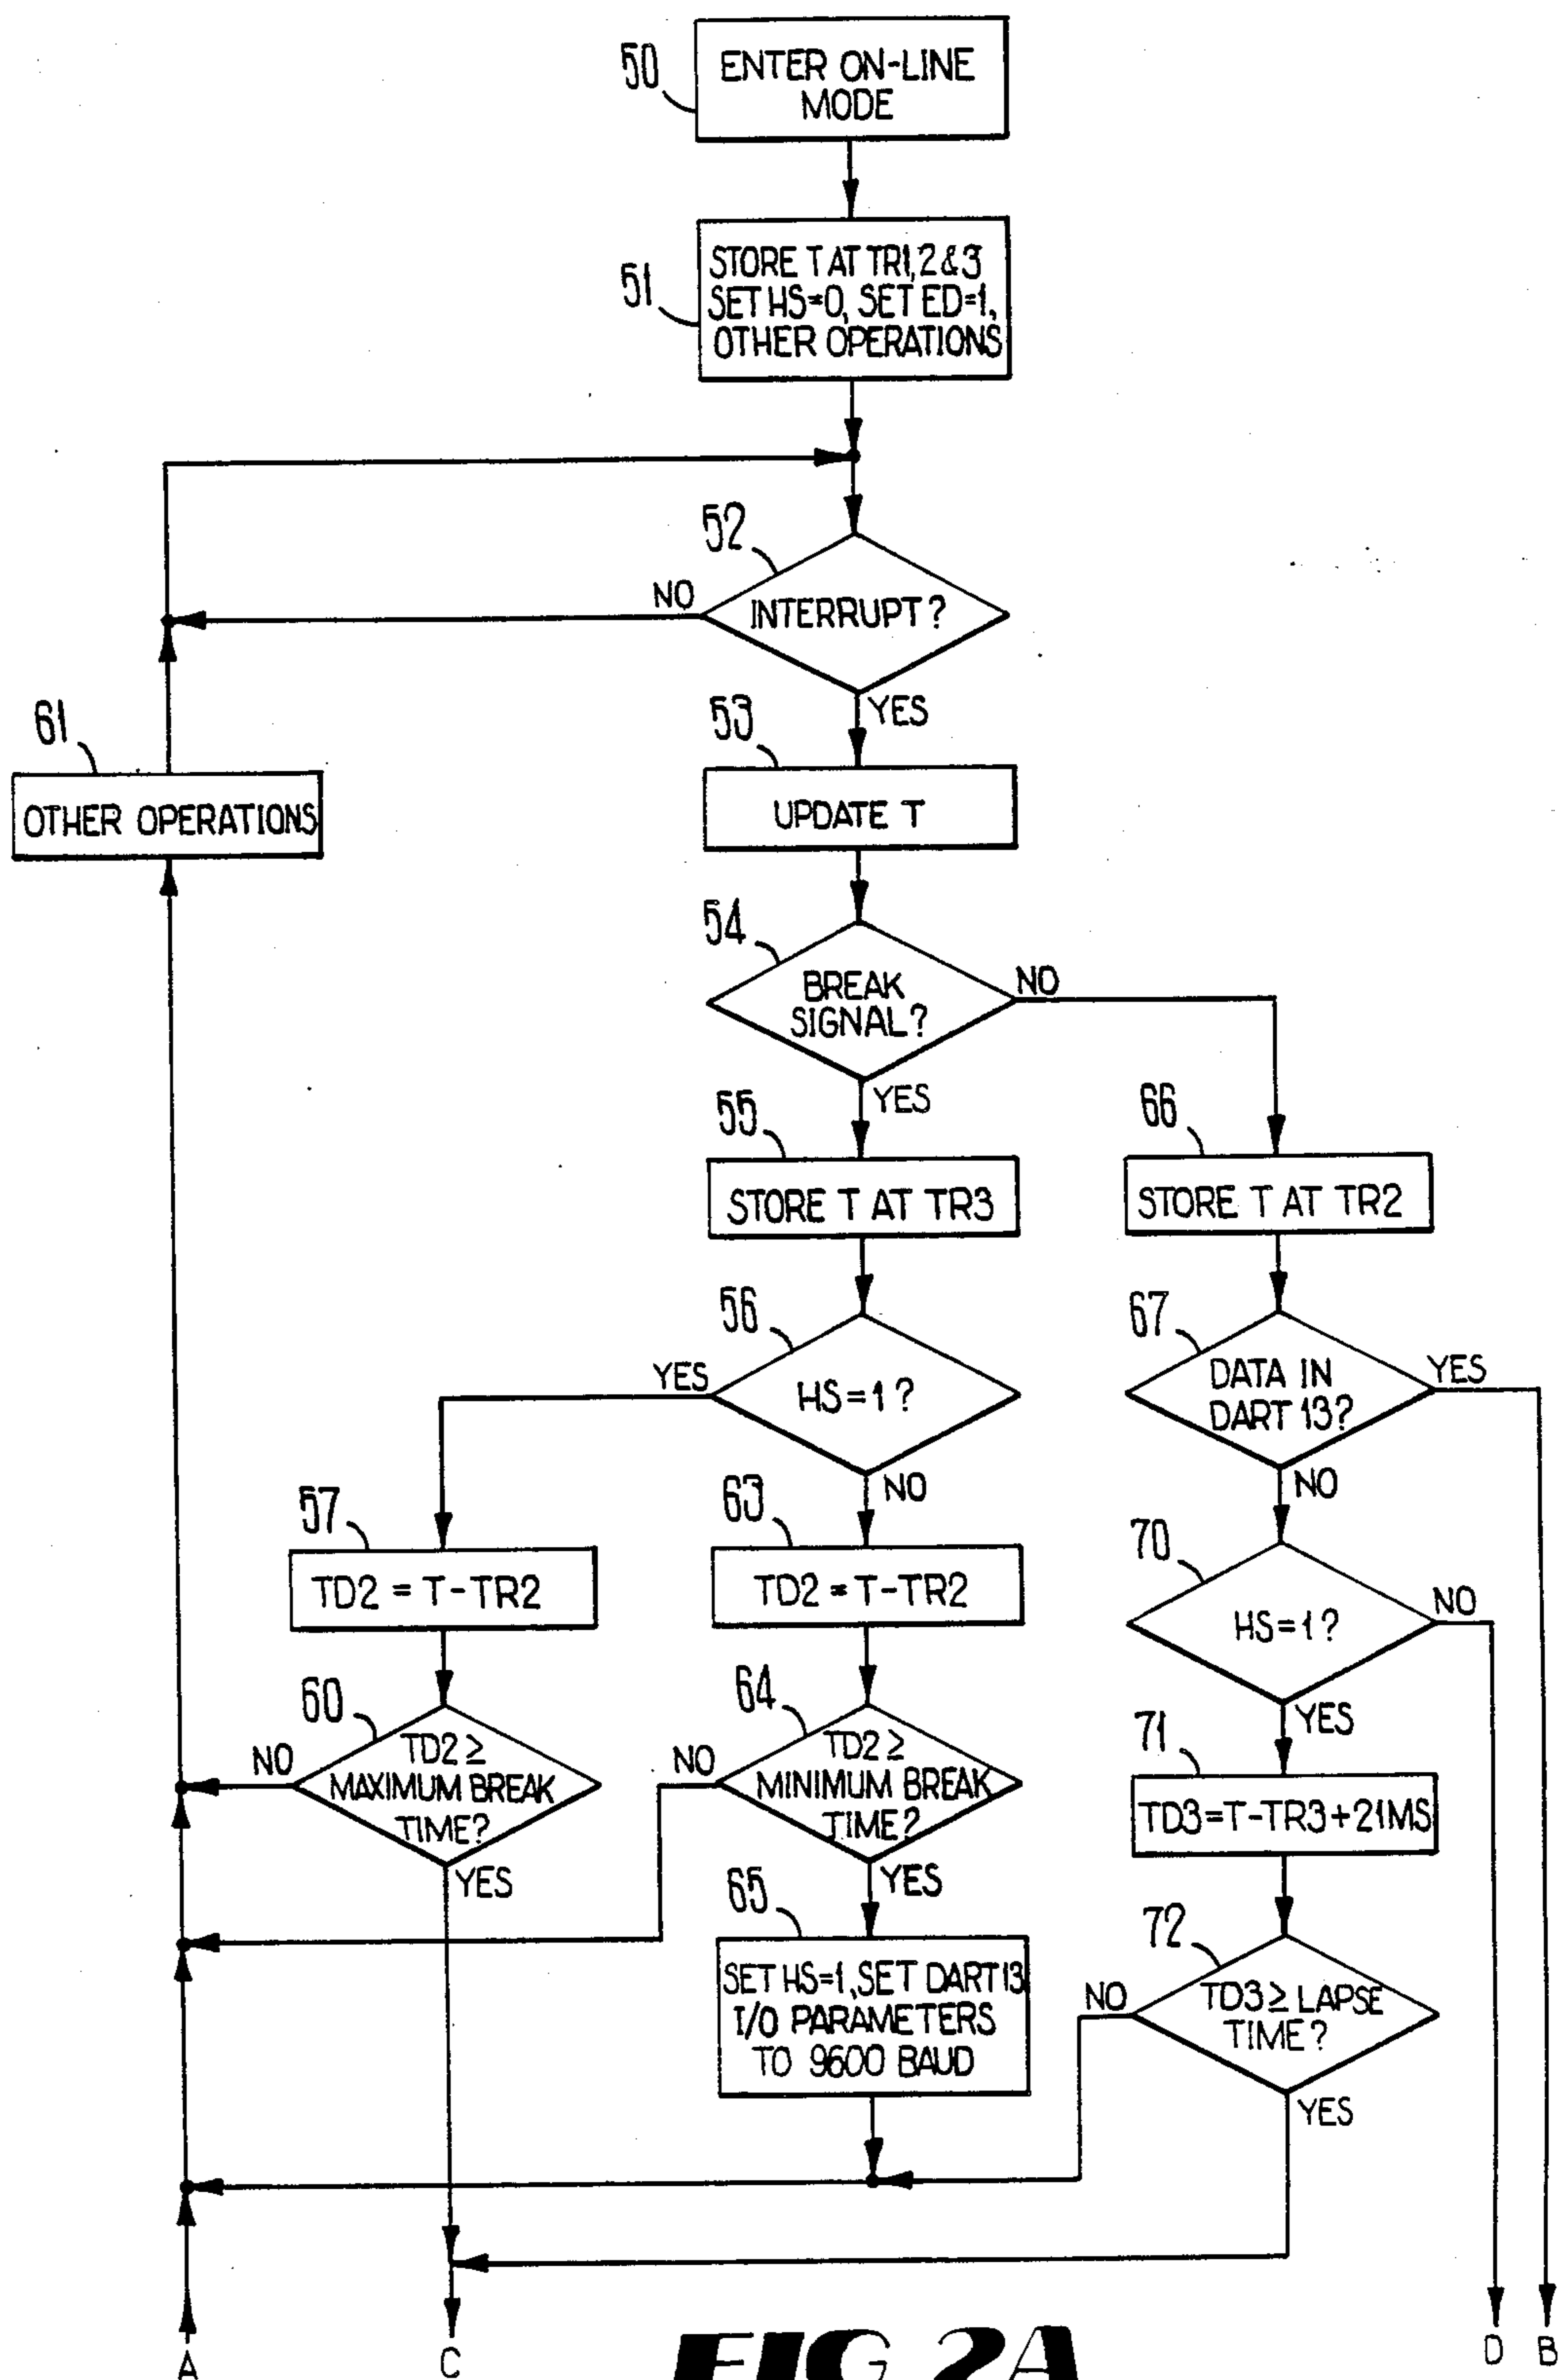 50
ENTER ON-LINE
MODE
51
STORE T AT TR1, 2 & 3
SET HS=0, SET ED=1,
OTHER OPERATIONS
52
NO
INTERRUPT?
YES
61
OTHER OPERATIONS
53
UPDATE T
54
BREAK
SIGNAL?
NO
YES
55
STORE T AT TR3
66
STORE T AT TR2
56
YES
HS=1?
NO
67
DATA IN
DART 13?
YES
NO
57
TD2 = T-TR2
63
TD2 = T-TR2
70
HS=1?
NO
YES
60
NO
TD2 ≥
MAXIMUM BREAK
TIME?
YES
64
NO
TD2 ≥
MINIMUM BREAK
TIME?
YES
71
TD3=T-TR3+21MS
65
SET HS=1, SET DART 13
I/O PARAMETERS
TO 9600 BAUD
72
NO
TD3 ≥ LAPSE
TIME?
YES
A
C
D
B
FIG 2A